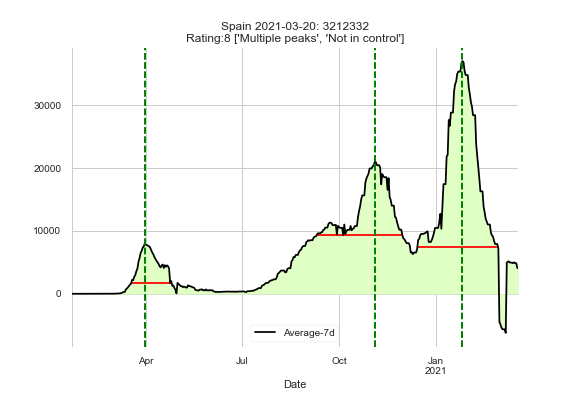 Spain 2021-03-20: 3212332
Rating:8 ['Multiple peaks', 'Not in control']
30000
20000
10000
0
Average-7d
Apr
Jul
Oct
Jan
2021
Date